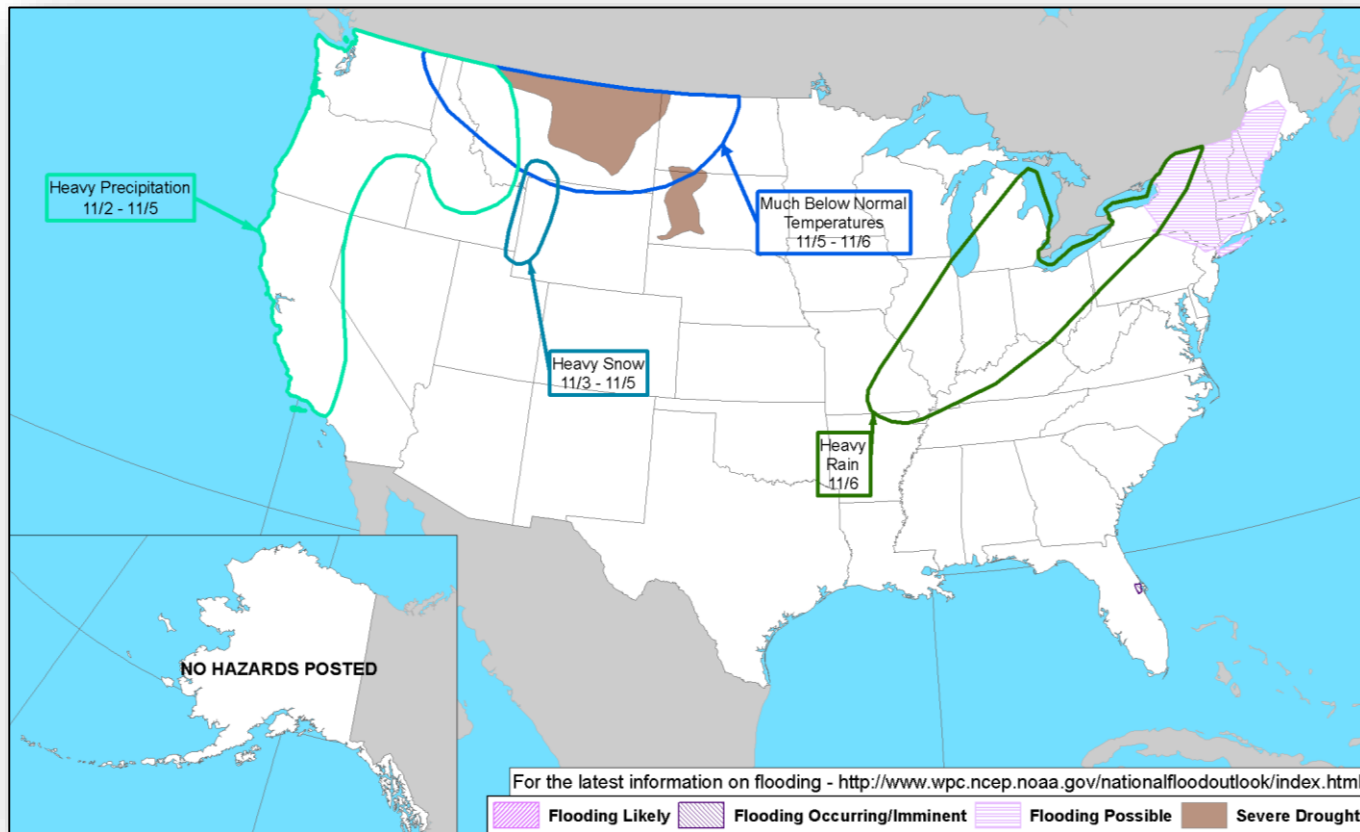 Heavy Precipitation
11/2 - 11/5
Much Below Normal
Temperatures
11/5 - 11/6
Heavy Snow
11/3 - 11/5
Heavy
Rain
11/6
NO HAZARDS POSTED
For the latest information on flooding - http://www.wpc.ncep.noaa.gov/nationalfloodoutlook/index.html
Flooding Likely Flooding Occurring/Imminent Flooding Possible Severe Drought